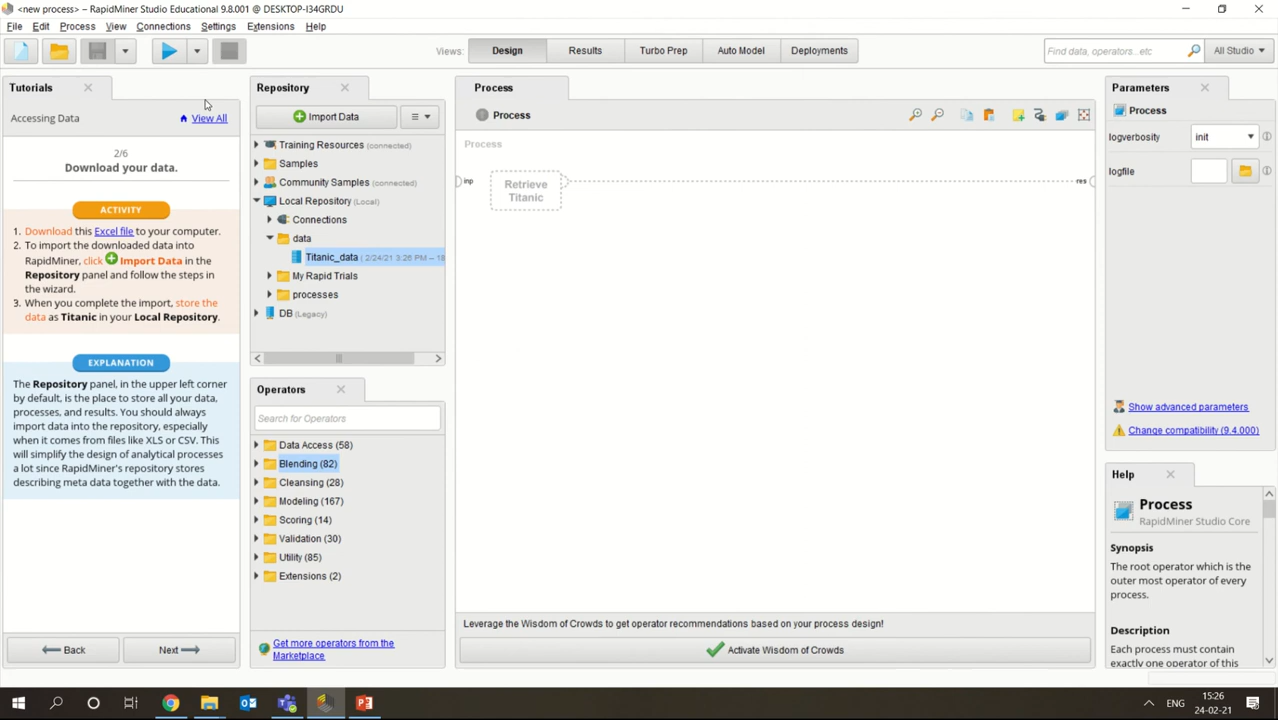 <new process> – RapidMiner Studio Educational 9.8.001 @ DESKTOP-I34GRDU
File Edit Process View Connections Settings Extensions Help
Views: Design Results Turbo Prep Auto Model Deployments Find data, operators...etc All Studio
Tutorials
Accessing Data View All
2/6
Download your data.
ACTIVITY
1. Download this Excel file to your computer.
2. To import the downloaded data into
RapidMiner, click Import Data in the
Repository panel and follow the steps in
the wizard.
3. When you complete the import, store the
data as Titanic in your Local Repository.
EXPLANATION
The Repository panel, in the upper left corner
by default, is the place to store all your data,
processes, and results. You should always
import data into the repository, especially
when it comes from files like XLS or CSV. This
will simplify the design of analytical processes
a lot since RapidMiner's repository stores
describing meta data together with the data.
Back Next
Repository
Import Data
Training Resources (connected)
Samples
Community Samples (connected)
Local Repository (Local)
Connections
data
Titanic_data (2/24/21 3:26 PM – 18
My Rapid Trials
processes
DB (Legacy)
Operators
Search for Operators
Data Access (58)
Blending (82)
Cleansing (28)
Modeling (167)
Scoring (14)
Validation (30)
Utility (85)
Extensions (2)
Get more operators from the
Marketplace
Process
Process
Process
inp
Retrieve
Titanic
res
Leverage the Wisdom of Crowds to get operator recommendations based on your process design!
Activate Wisdom of Crowds
Parameters
Process
logverbosity init
logfile
Show advanced parameters
Change compatibility (9.4.000)
Help
Process
RapidMiner Studio Core
Synopsis
The root operator which is the
outer most operator of every
process.
Description
Each process must contain
exactly one operator of this
ENG
15:26
24-02-21